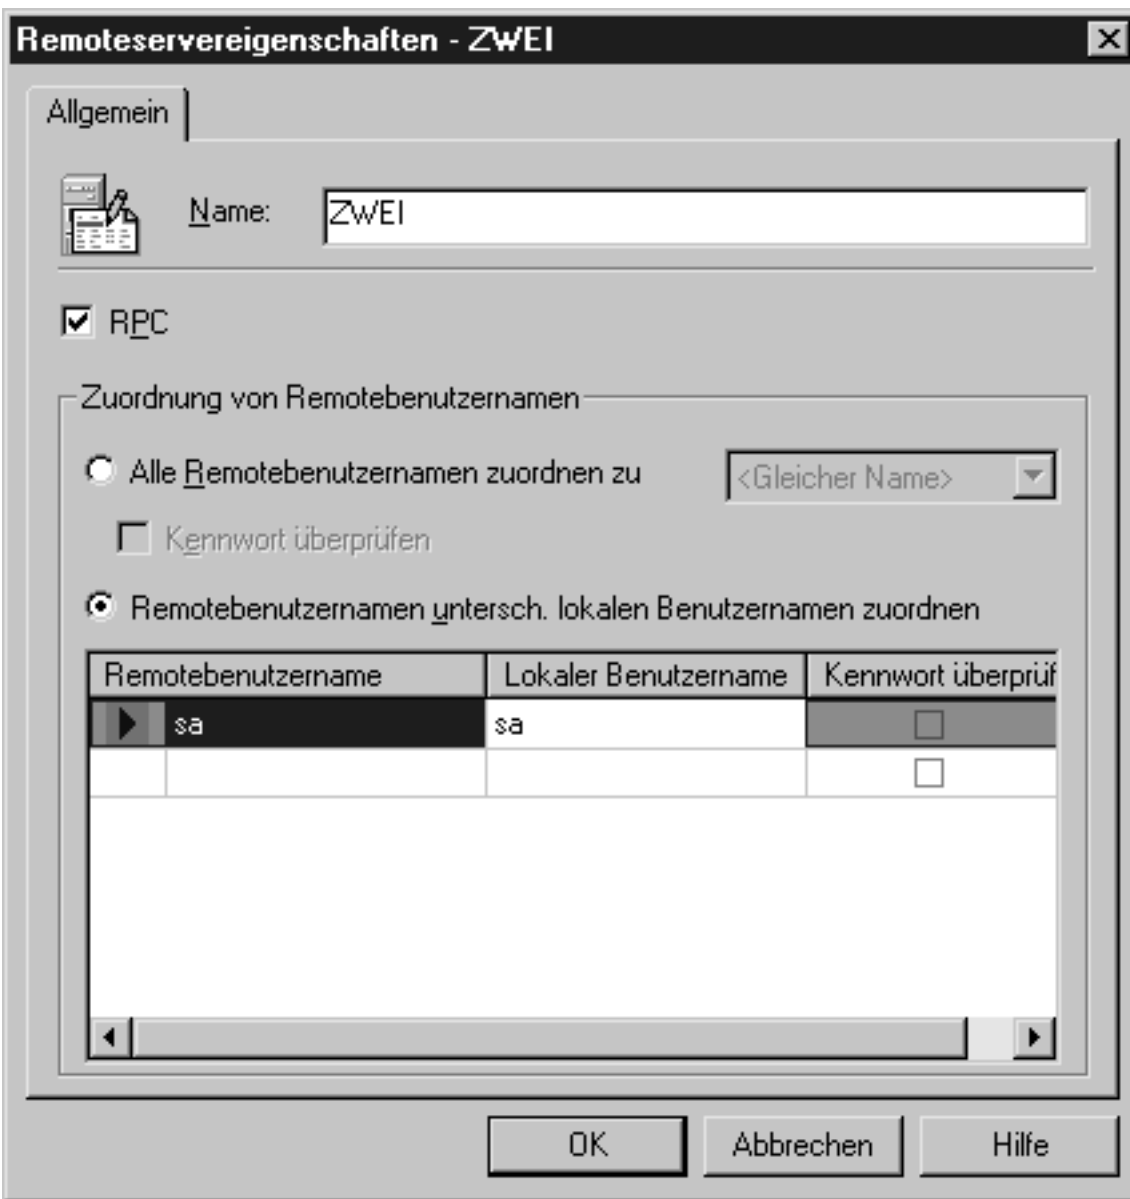 Remoteservereigenschaften - ZWEI
Allgemein
Name: ZWEI
RPC
Zuordnung von Remotebenutzernamen
Alle Remotebenutzernamen zuordnen zu <Gleicher Name>
Kennwort überprüfen
Remotebenutzernamen untersch. lokalen Benutzernamen zuordnen
Remotebenutzername Lokaler Benutzername Kennwort überprüf
sa sa
OK Abbrechen Hilfe